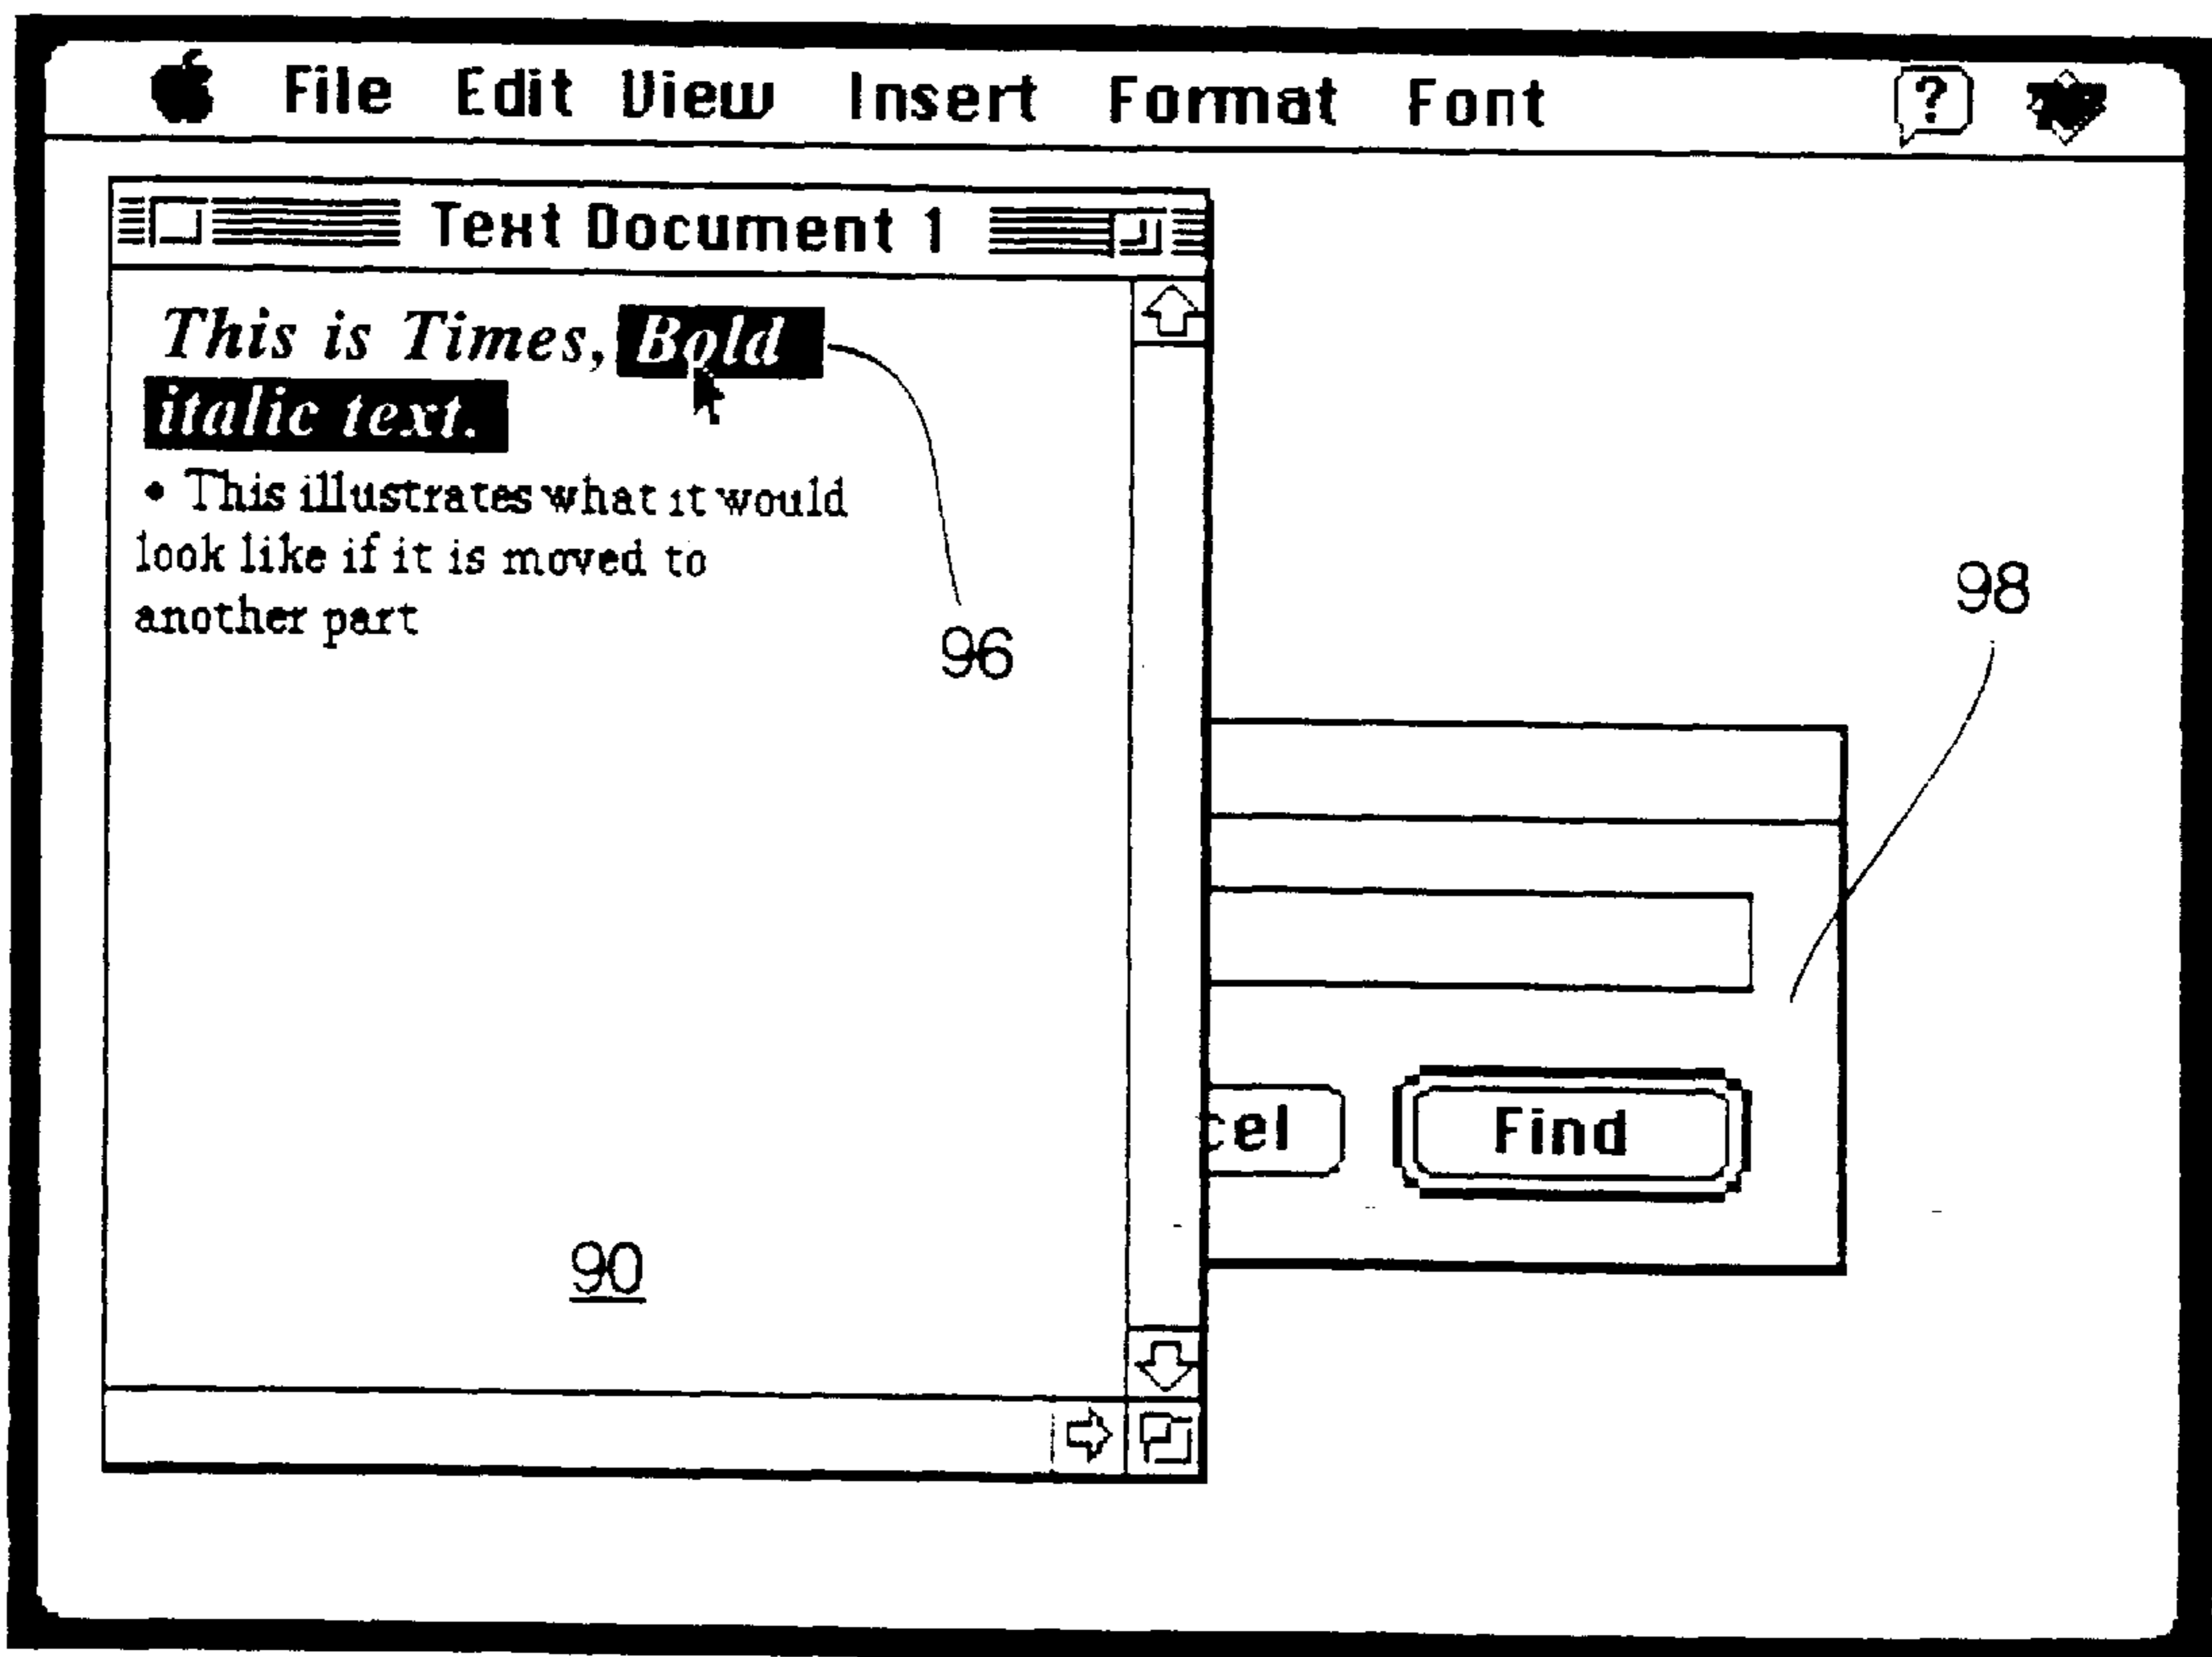 File Edit View Insert Format Font ?
Text Document 1
This is Times, Bold
italic text.
• This illustrates what it would
look like if it is moved to
another part
96
98
cel
Find
90